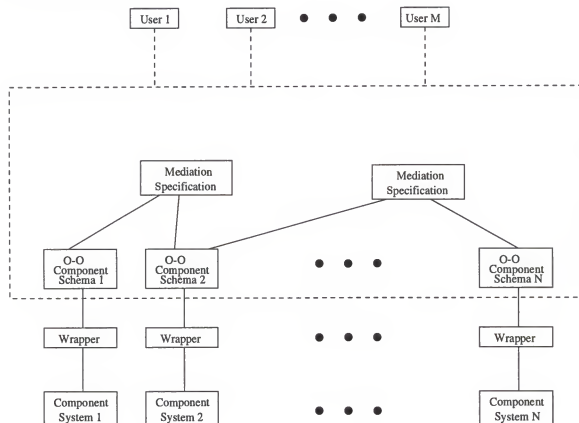 User 1
User 2
User M
Mediation
Specification
Mediation
Specification
O-O
Component
Schema 1
O-O
Component
Schema 2
O-O
Component
Schema N
Wrapper
Wrapper
Wrapper
Component
System 1
Component
System 2
Component
System N